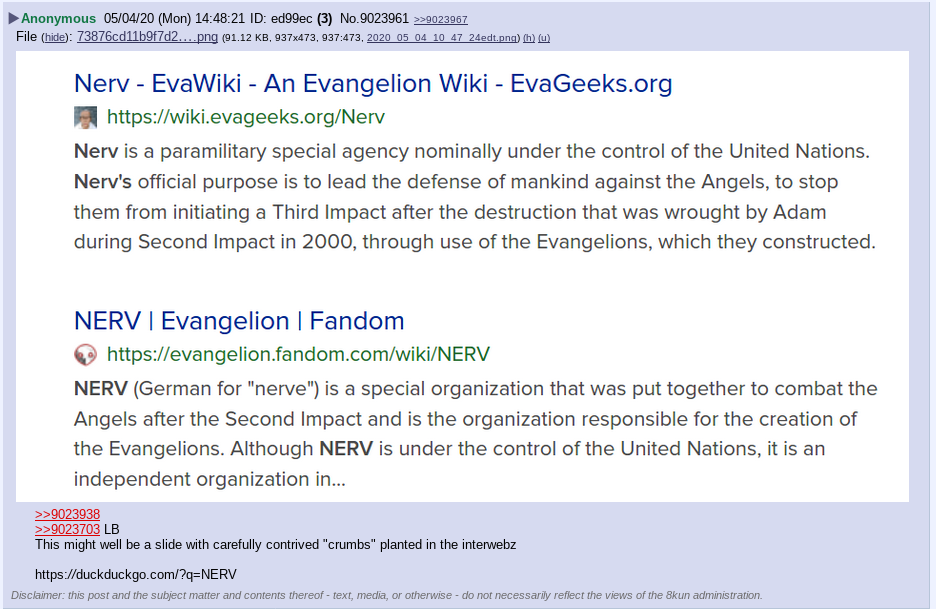 ▶Anonymous 05/04/20 (Mon) 14:48:21 ID: ed99ec (3) No.9023961 >>9023967
File (hide): 73876cd11b9f7d2….png (91.12 KB, 937x473, 937:473, 2020_05_04_10_47_24edt.png) (h) (u)
Nerv - EvaWiki - An Evangelion Wiki - EvaGeeks.org
https://wiki.evageeks.org/Nerv
Nerv is a paramilitary special agency nominally under the control of the United Nations.
Nerv's official purpose is to lead the defense of mankind against the Angels, to stop
them from initiating a Third Impact after the destruction that was wrought by Adam
during Second Impact in 2000, through use of the Evangelions, which they constructed.
NERV | Evangelion | Fandom
https://evangelion.fandom.com/wiki/NERV
NERV (German for "nerve") is a special organization that was put together to combat the
Angels after the Second Impact and is the organization responsible for the creation of
the Evangelions. Although NERV is under the control of the United Nations, it is an
independent organization in...
>>9023938
>>9023703 LB
This might well be a slide with carefully contrived "crumbs" planted in the interwebz
https://duckduckgo.com/?q=NERV
Disclaimer: this post and the subject matter and contents thereof - text, media, or otherwise - do not necessarily reflect the views of the 8kun administration.